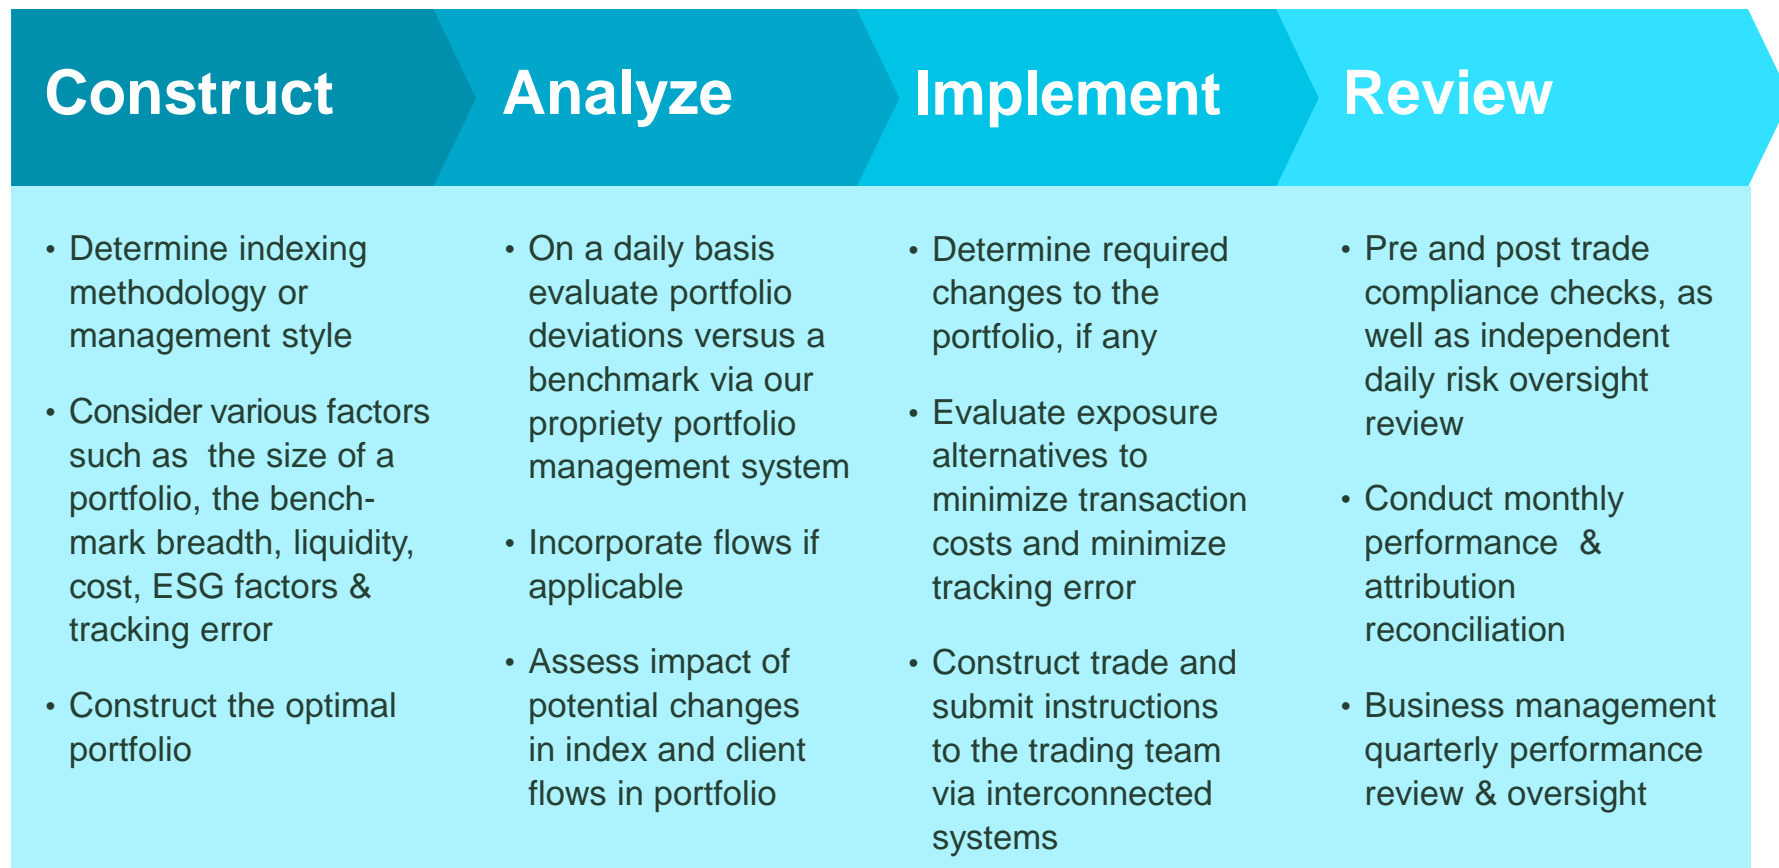 Construct
Analyze
Implement
Review
• Determine indexing
methodology or
management style
• Consider various factors
such as  the size of a
portfolio, the bench-
mark breadth, liquidity,
cost, ESG factors &
tracking error
• Construct the optimal
portfolio
• On a daily basis
evaluate portfolio
deviations versus a
benchmark via our
propriety portfolio
management system
• Incorporate flows if
applicable
• Assess impact of
potential changes
in index and client
flows in portfolio
• Determine required
changes to the
portfolio, if any
• Evaluate exposure
alternatives to
minimize transaction
costs and minimize
tracking error
• Construct trade and
submit instructions
to the trading team
via interconnected
systems
• Pre and post trade
compliance checks, as
well as independent
daily risk oversight
review
• Conduct monthly
performance  &
attribution
reconciliation
• Business management
quarterly performance
review & oversight